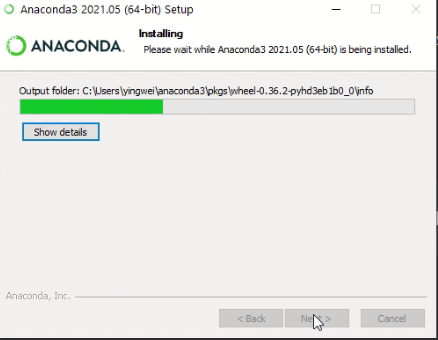 Anaconda3 2021.05 (64-bit) Setup
ANACONDA.
Installing
Please wait while Anaconda3 2021.05 (64-bit) is being installed.
Output folder: C:\Users\yingwei\anaconda3\pkgs\wheel-0.36.2-pyhd3eb1b0_0\info
Show details
Anaconda, Inc.
< Back
Next >
Cancel